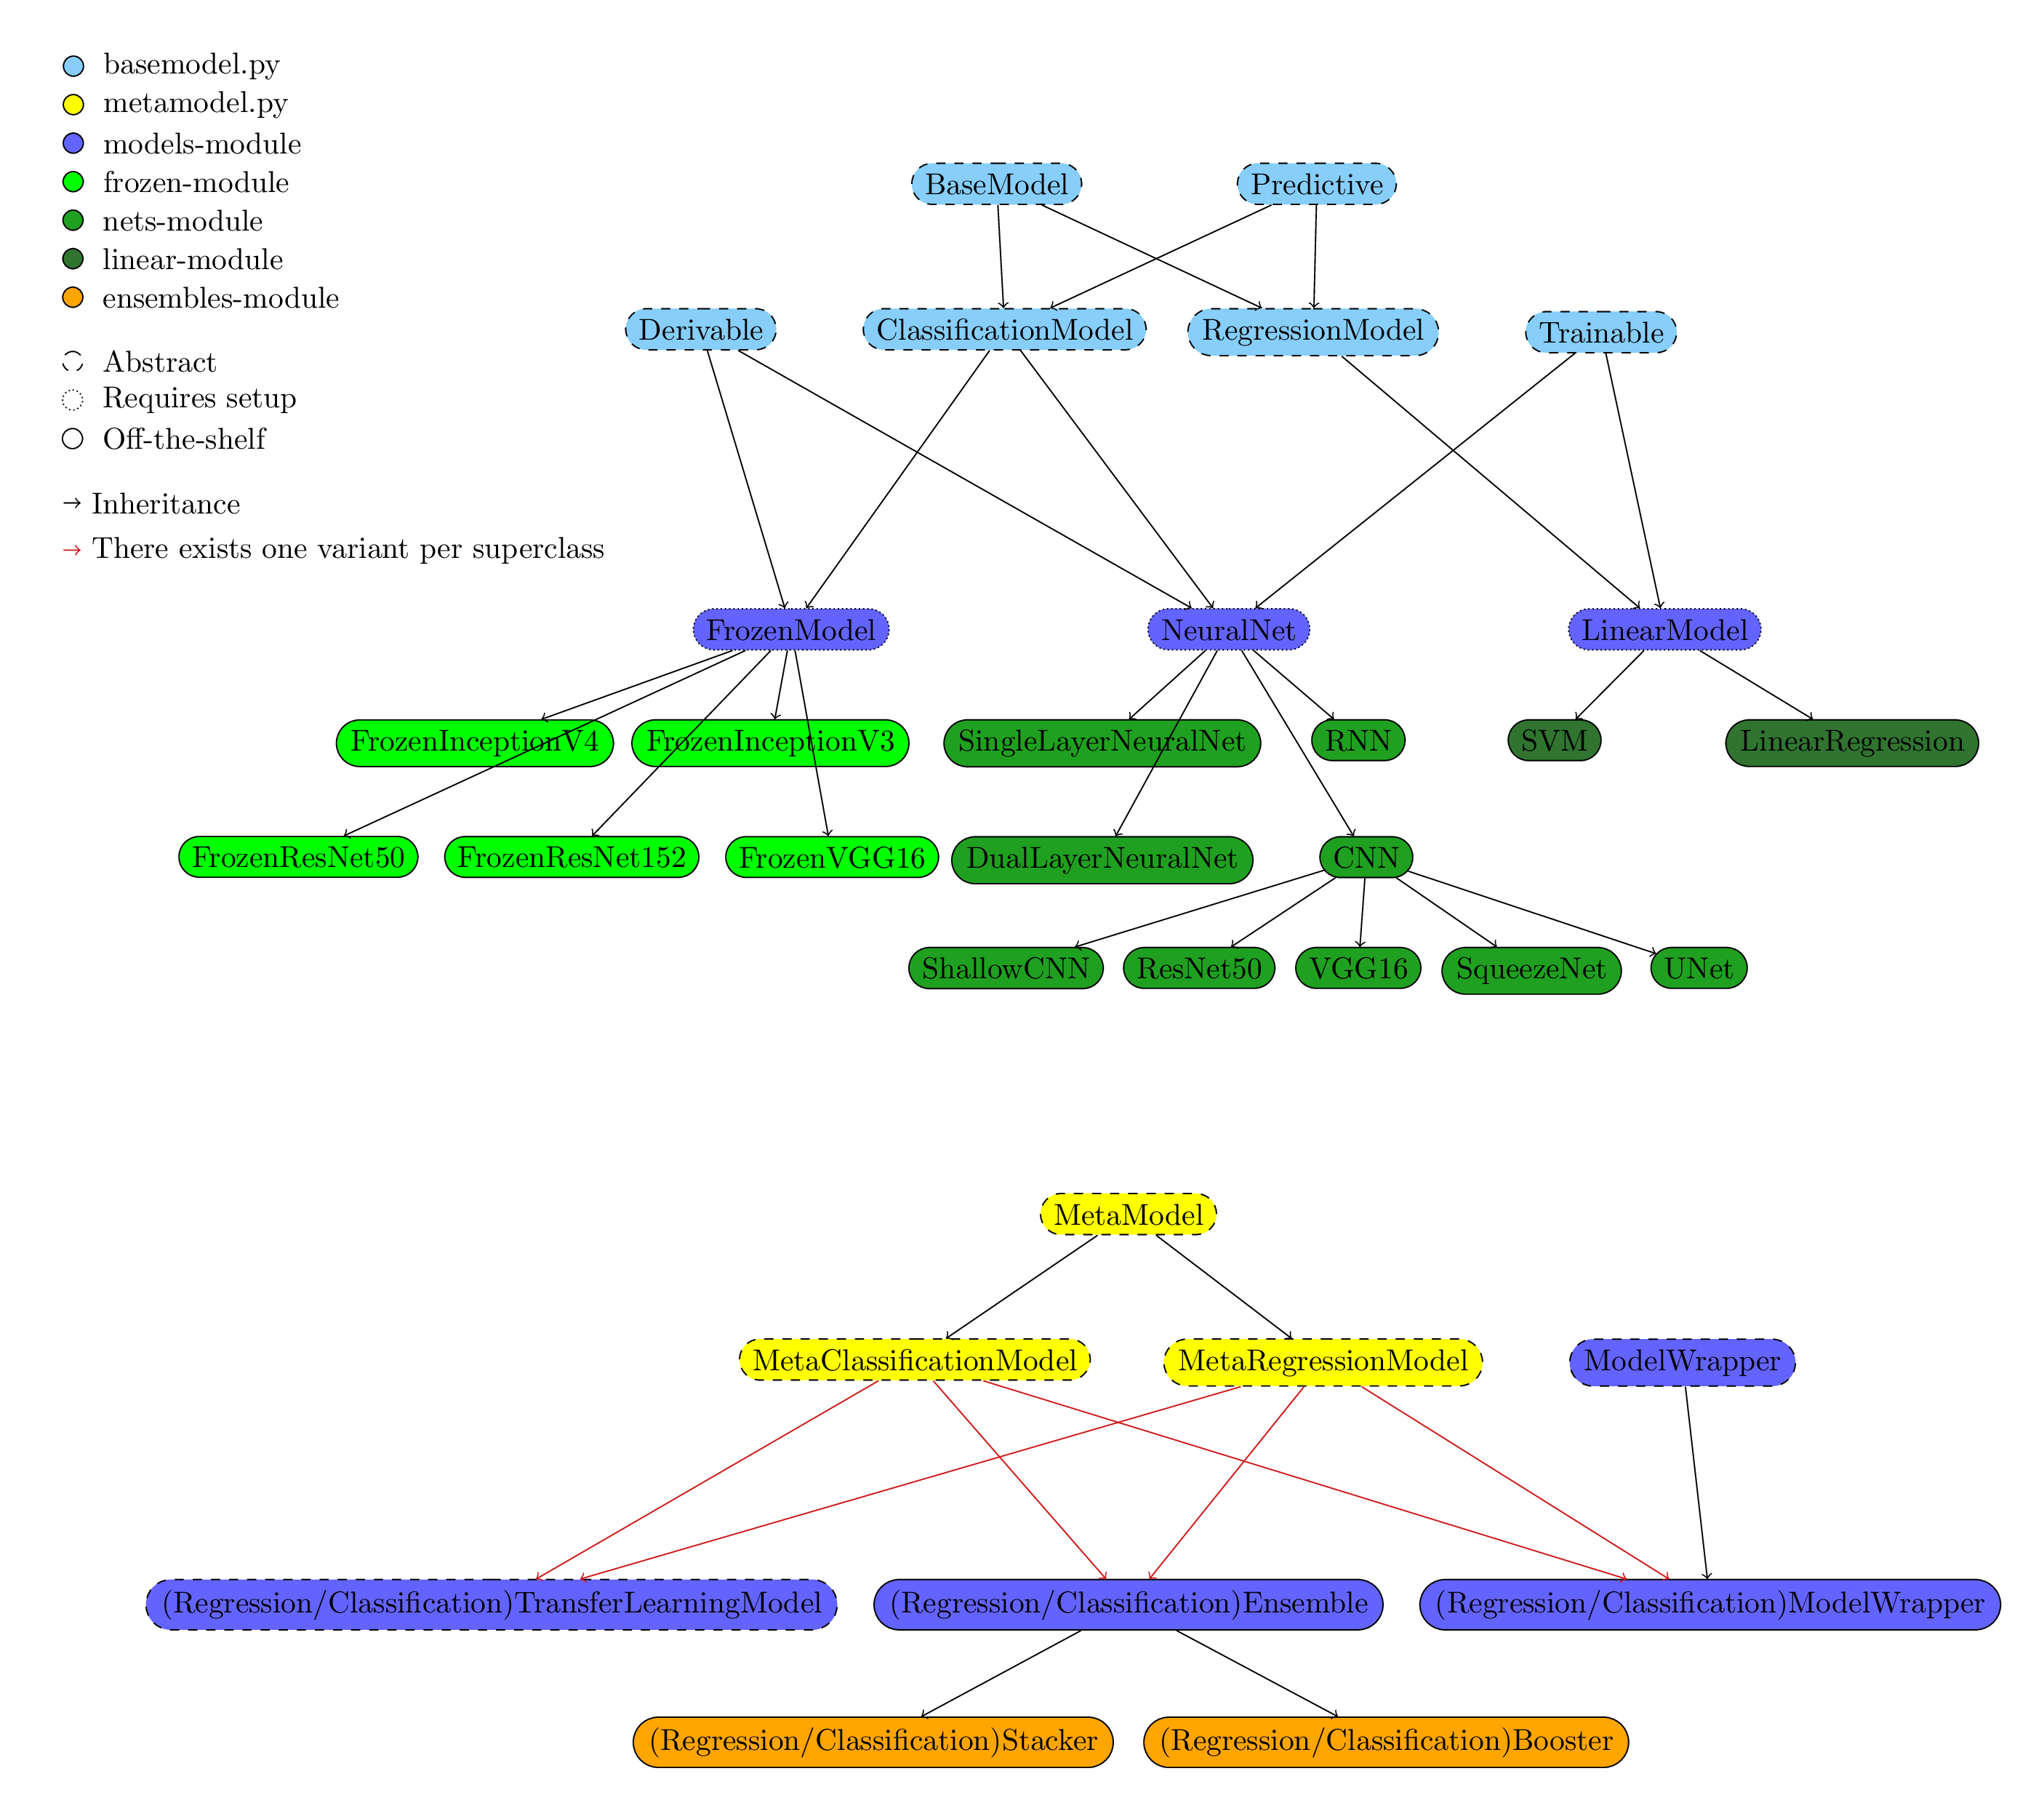 basemodel.py
metamodel.py
models-module
frozen-module
nets-module
linear-module
ensembles-module
Abstract
Requires setup
Off-the-shelf
Inheritance
There exists one variant per superclass
BaseModel
Predictive
Derivable
ClassificationModel
RegressionModel
Trainable
FrozenModel
NeuralNet
LinearModel
FrozenInceptionV4
FrozenInceptionV3
SingleLayerNeuralNet
RNN
SVM
LinearRegression
FrozenResNet50
FrozenResNet152
FrozenVGG16
DualLayerNeuralNet
CNN
ShallowCNN
ResNet50
VGG16
SqueezeNet
UNet
MetaModel
MetaClassificationModel
MetaRegressionModel
ModelWrapper
(Regression/Classification)TransferLearningModel
(Regression/Classification)Ensemble
(Regression/Classification)ModelWrapper
(Regression/Classification)Stacker
(Regression/Classification)Booster